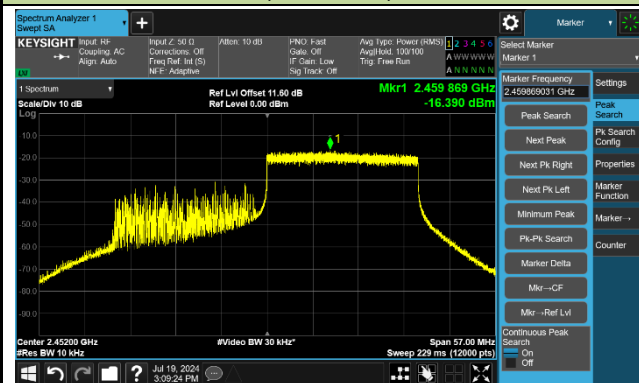 Spectrum Analyzer 1
Swept SA
Marker
KEYSIGHT
Input: RF
Coupling: AC
Align: Auto
Input Z: 50 Ω
Corrections: Off
Freq Ref: Int (S)
NFE: Adaptive
Atten: 10 dB
PNO: Fast
Gate: Off
IF Gain: Low
Sig Track: Off
Avg Type: Power (RMS)
Avg|Hold: 100/100
Trig: Free Run
1 2 3 4 5 6
A W W W W W
A N N N N N
LXI
Select Marker
Marker 1
1 Spectrum
Scale/Div 10 dB
Log
Ref Lvl Offset 11.60 dB
Ref Level 0.00 dBm
Mkr1 2.459 869 GHz
-16.390 dBm
1
-10.0
-20.0
-30.0
-40.0
-50.0
-60.0
-70.0
-80.0
-90.0
Center 2.45200 GHz
#Res BW 10 kHz
#Video BW 30 kHz*
Span 57.00 MHz
Sweep 229 ms (12000 pts)
Marker Frequency
2.459869031 GHz
Peak Search
Next Peak
Next Pk Right
Next Pk Left
Minimum Peak
Pk-Pk Search
Marker Delta
Mkr→CF
Mkr→Ref Lvl
Continuous Peak
Search
On
Off
Settings
Peak
Search
Pk Search
Config
Properties
Marker
Function
Marker→
Counter
Jul 19, 2024
3:09:24 PM